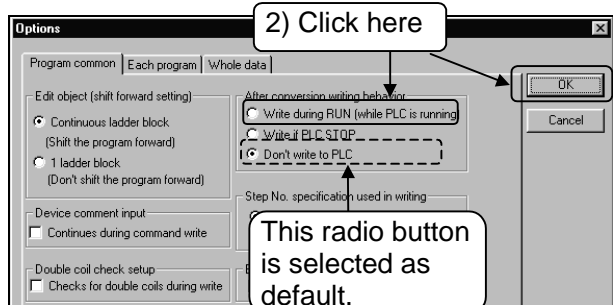 Options
2) Click here
Program common
Each program
Whole data
Edit object (shift forward setting)
Continuous ladder block
(Shift the program forward)
1 ladder block
(Don't shift the program forward)
After conversion writing behavior
Write during RUN (while PLC is running
Write if PLC STOP
Don't write to PLC
OK
Cancel
Step No. specification used in writing
Device comment input
Continues during command write
This radio button
is selected as
default.
Double coil check setup
Checks for double coils during write